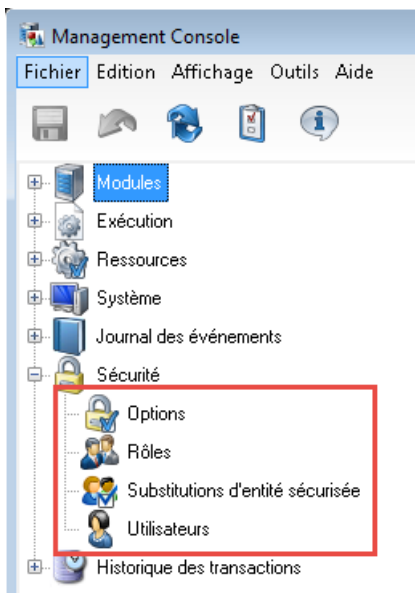 Management Console
Fichier Edition Affichage Outils Aide
Modules
Exécution
Ressources
Système
Journal des événements
Sécurité
Options
Rôles
Substitutions d'entité sécurisée
Utilisateurs
Historique des transactions